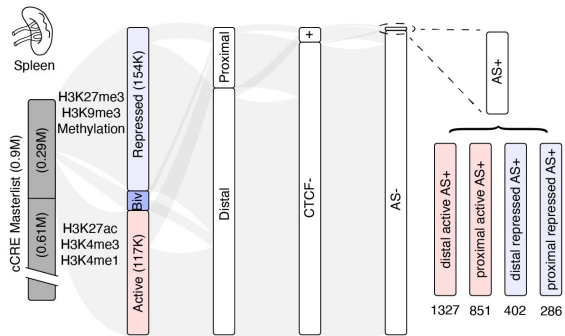 Spleen
cCRE Masterlist (0.9M)
(0.29M)
(0.61M)
H3K27me3
H3K9me3
Methylation
H3K27ac
H3K4me3
H3K4me1
Repressed (154K)
Biv
Active (117K)
Proximal
Distal
+
CTCF-
AS-
AS+
distal active AS+
proximal active AS+
distal repressed AS+
proximal repressed AS+
1327 851 402 286